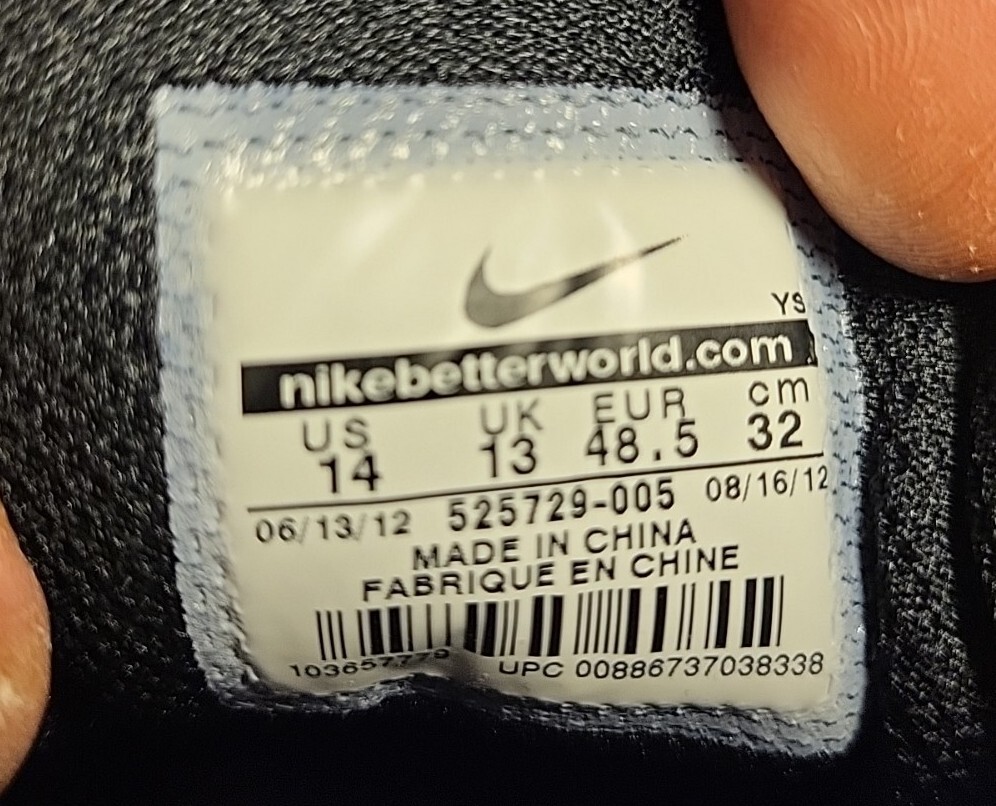 YS
nikebetterworld.com
US UK EUR cm
14 13 48.5 32
06/13/12 525729-005 08/16/12
MADE IN CHINA
FABRIQUE EN CHINE
103657779 UPC 00886737038338